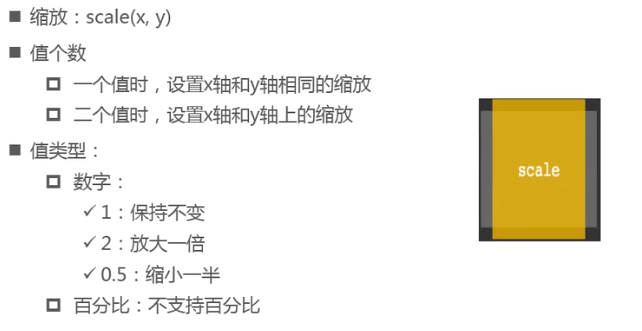 缩放：scale(x, y)
值个数
一个值时，设置x轴和y轴相同的缩放
二个值时，设置x轴和y轴上的缩放
值类型：
数字：
1：保持不变
2：放大一倍
0.5：缩小一半
百分比：不支持百分比
scale